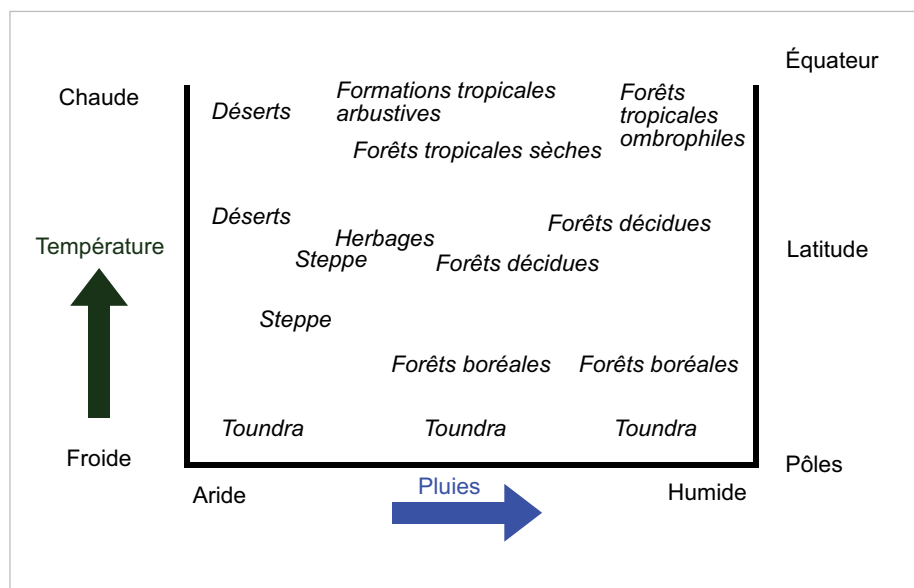 Équateur
Chaude
Déserts
Formations tropicales
arbustives
Forêts
tropicales
ombrophiles
Forêts tropicales sèches
Déserts
Forêts décidues
Température
Herbages
Latitude
Steppe
Forêts décidues
Steppe
Forêts boréales
Forêts boréales
Toundra
Toundra
Toundra
Froide
Pôles
Aride
Pluies
Humide